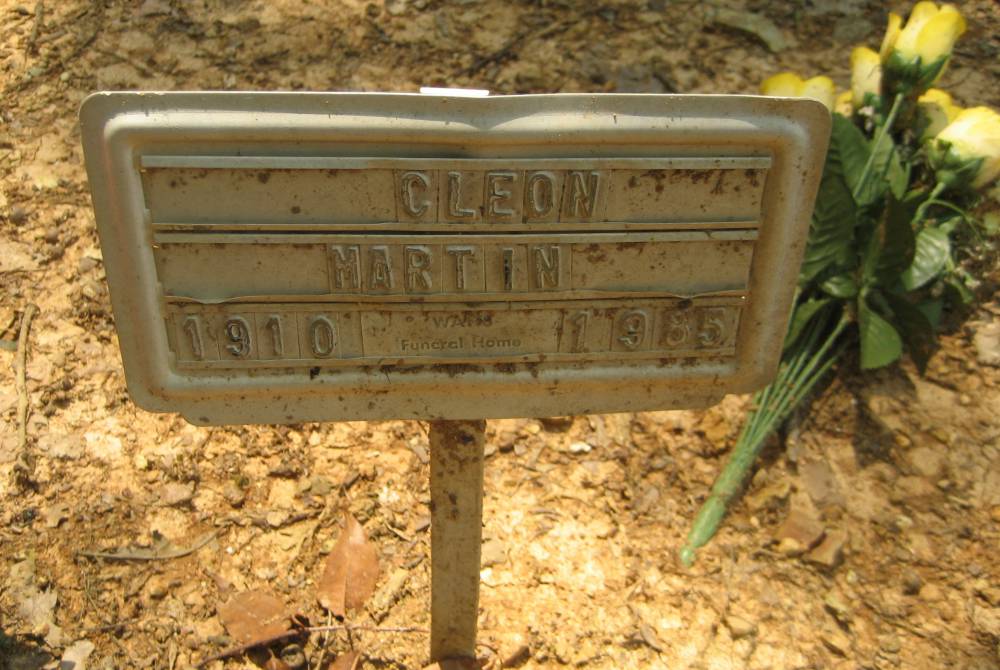 CLEON
MARTIN
1910 1985
Funeral Home